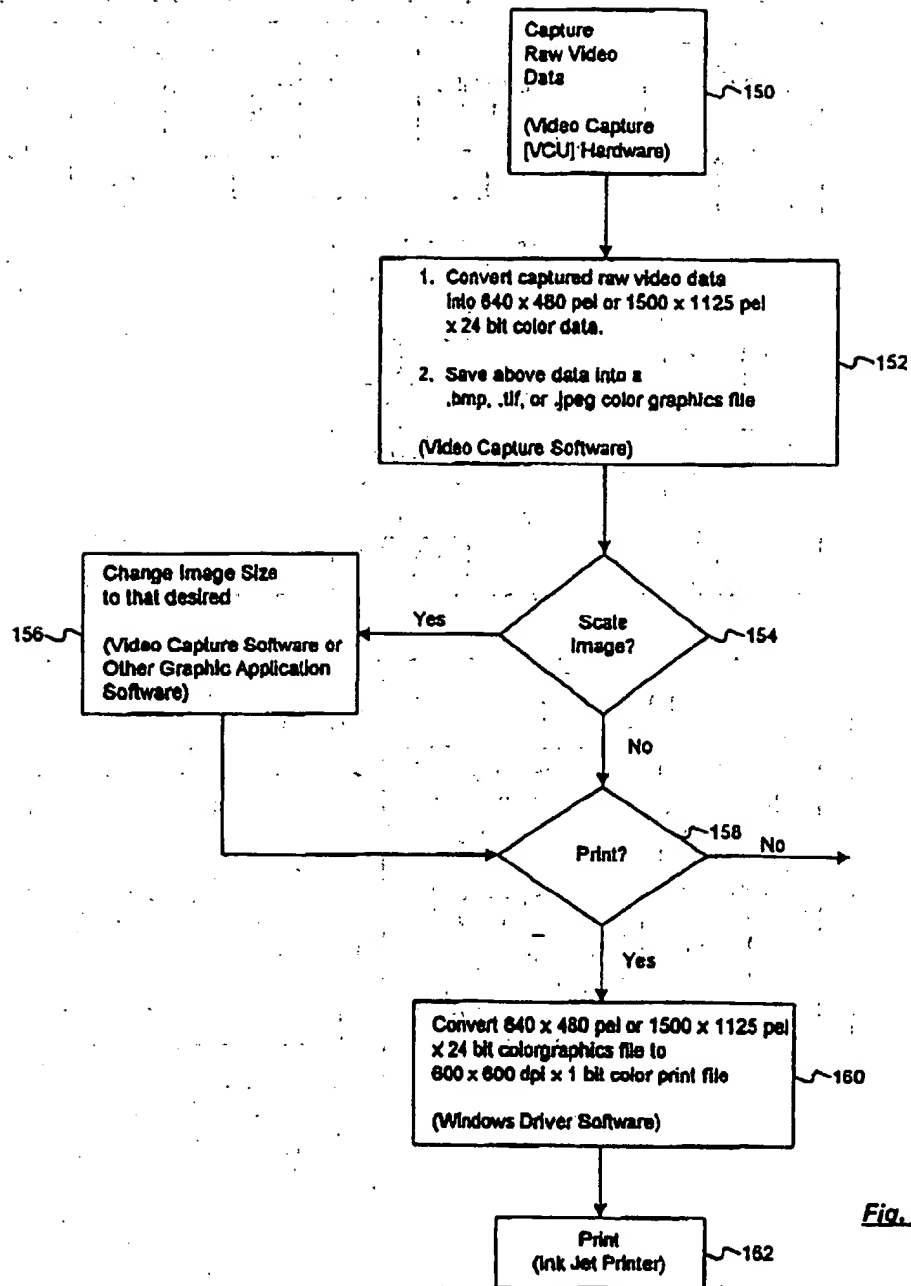 Capture
Raw Video
Data
(Video Capture
[VCU] Hardware)
150
1. Convert captured raw video data
into 640 x 480 pel or 1500 x 1125 pel
x 24 bit color data.
2. Save above data into a
.bmp, .tif, or .jpeg color graphics file
(Video Capture Software)
152
Scale
Image?
154
Yes
Change Image Size
to that desired
(Video Capture Software or
Other Graphic Application
Software)
156
No
Print?
158
No
Yes
Convert 640 x 480 pel or 1500 x 1125 pel
x 24 bit colorgraphics file to
600 x 600 dpi x 1 bit color print file
(Windows Driver Software)
160
Print
(Ink Jet Printer)
162
Fig.